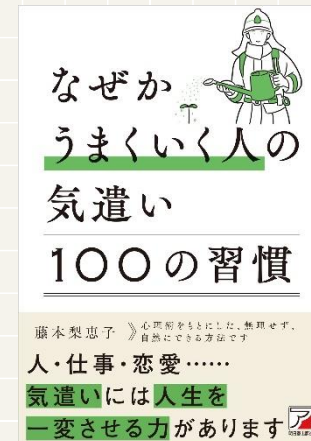 なぜか
うまくいく人の
気遣い
100の習慣
藤本梨恵子
心理術をもとにした、無理せず、
自然にできる方法です
人・仕事・恋愛……
気遣いには人生を
一変させる力があります